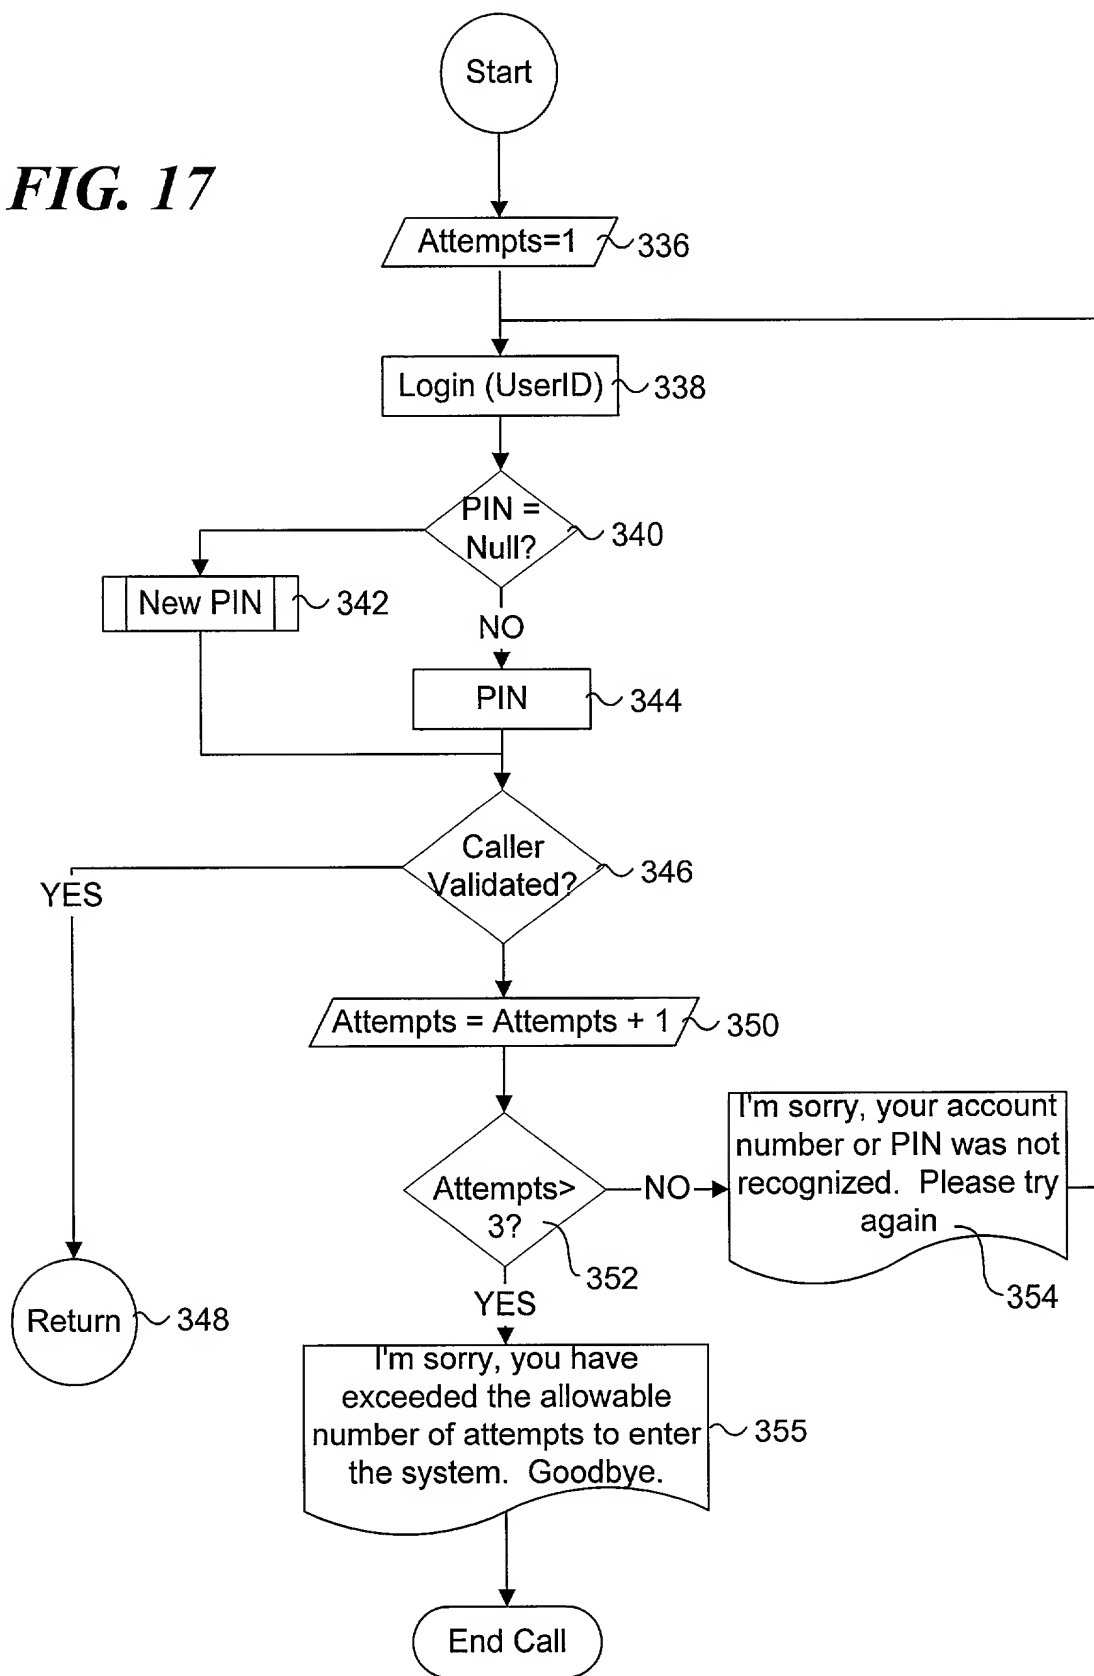 Start
FIG. 17
Attempts=1
336
Login (UserID)
338
PIN =
Null?
340
New PIN
342
NO
PIN
344
Caller
Validated?
346
YES
Attempts = Attempts + 1
350
I'm sorry, your account
number or PIN was not
recognized. Please try
again
354
Attempts>
3?
NO
352
YES
Return
348
I'm sorry, you have
exceeded the allowable
number of attempts to enter
the system. Goodbye.
355
End Call